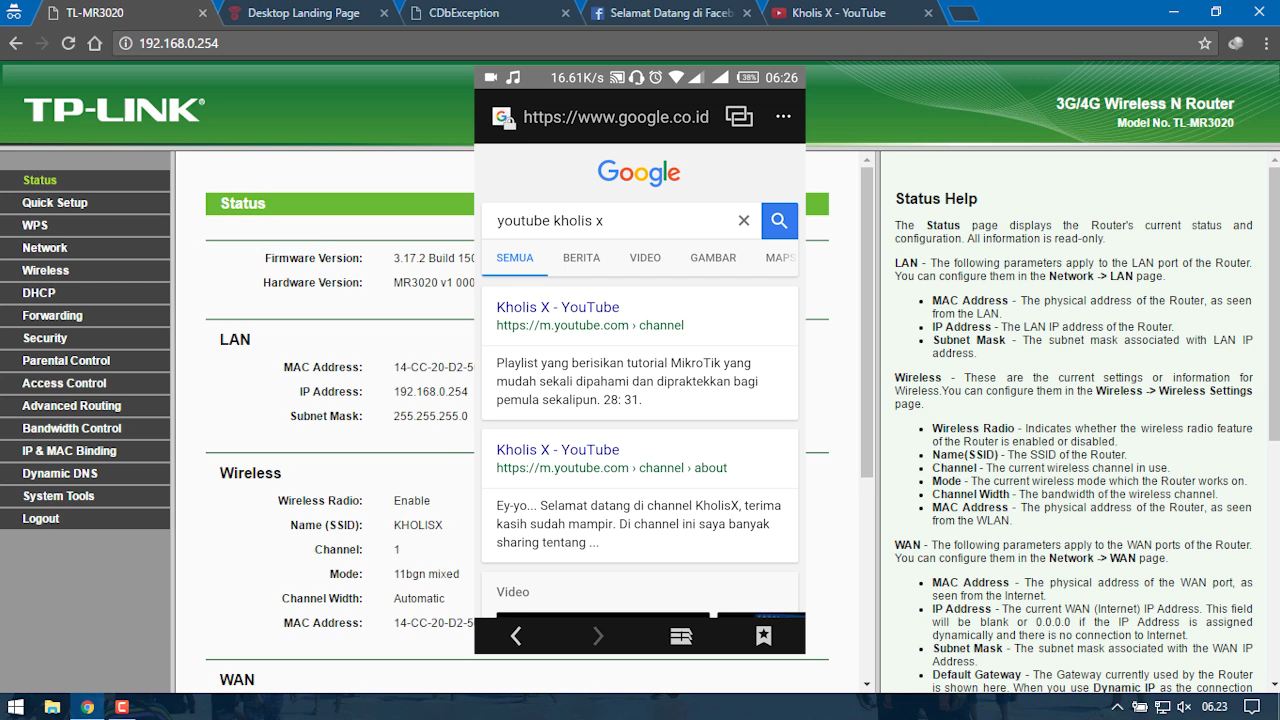 TL-MR3020
Desktop Landing Page
CDbException
Selamat Datang di Faceb
Kholis X - YouTube
192.168.0.254
TP-LINK®
3G/4G Wireless N Router
Model No. TL-MR3020
Status
Quick Setup
WPS
Network
Wireless
DHCP
Forwarding
Security
Parental Control
Access Control
Advanced Routing
Bandwidth Control
IP & MAC Binding
Dynamic DNS
System Tools
Logout
Status
Firmware Version: 3.17.2 Build 150
Hardware Version: MR3020 v1 000
LAN
MAC Address: 14-CC-20-D2-5
IP Address: 192.168.0.254
Subnet Mask: 255.255.255.0
Wireless
Wireless Radio: Enable
Name (SSID): KHOLISX
Channel: 1
Mode: 11bgn mixed
Channel Width: Automatic
MAC Address: 14-CC-20-D2-5
WAN
16.61K/s 38% 06:26
https://www.google.co.id
Google
youtube kholis x
SEMUA BERITA VIDEO GAMBAR MAPS
Kholis X - YouTube
https://m.youtube.com › channel
Playlist yang berisikan tutorial MikroTik yang
mudah sekali dipahami dan dipraktekkan bagi
pemula sekalipun. 28: 31.
Kholis X - YouTube
https://m.youtube.com › channel › about
Ey-yo... Selamat datang di channel KholisX, terima
kasih sudah mampir. Di channel ini saya banyak
sharing tentang ...
Video
Status Help
The Status page displays the Router's current status and
configuration. All information is read-only.
LAN - The following parameters apply to the LAN port of the Router.
You can configure them in the Network -> LAN page.
MAC Address - The physical address of the Router, as seen
from the LAN.
IP Address - The LAN IP address of the Router.
Subnet Mask - The subnet mask associated with LAN IP
address.
Wireless - These are the current settings or information for
Wireless.You can configure them in the Wireless -> Wireless Settings
page.
Wireless Radio - Indicates whether the wireless radio feature
of the Router is enabled or disabled.
Name(SSID) - The SSID of the Router.
Channel - The current wireless channel in use.
Mode - The current wireless mode which the Router works on.
Channel Width - The bandwidth of the wireless channel.
MAC Address - The physical address of the Router, as seen
from the WLAN.
WAN - The following parameters apply to the WAN ports of the Router.
You can configure them in the Network -> WAN page.
MAC Address - The physical address of the WAN port, as
seen from the Internet.
IP Address - The current WAN (Internet) IP Address. This field
will be blank or 0.0.0.0 if the IP Address is assigned
dynamically and there is no connection to Internet.
Subnet Mask - The subnet mask associated with the WAN IP
Address.
Default Gateway - The Gateway currently used by the Router
is shown here. When you use Dynamic IP as the connection
06.23